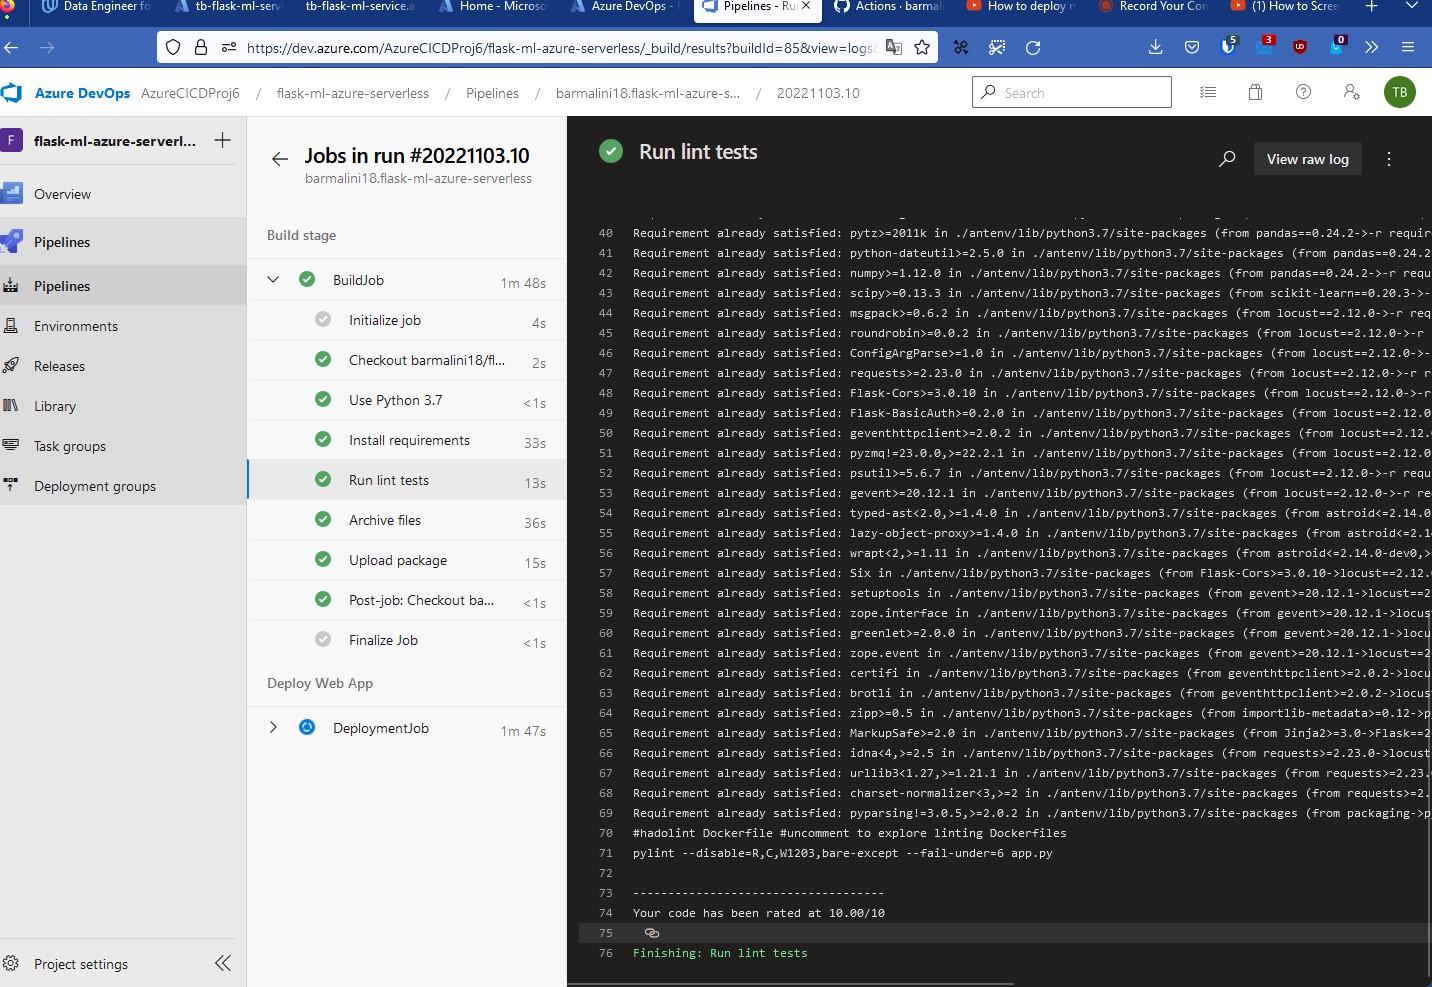 Data Engineer fo
tb-flask-ml-servi
tb-flask-ml-service.a
Home - Microso
Azure DevOps -
Pipelines - Ru
Actions · barmali
How to deploy m
Record Your Con
(1) How to Scree
https://dev.azure.com/AzureCICDProj6/flask-ml-azure-serverless/_build/results?buildId=85&view=logs&
5
3
0
Azure DevOps AzureCICDProj6 / flask-ml-azure-serverless / Pipelines / barmalini18.flask-ml-azure-s... / 20221103.10
Search
TB
F
flask-ml-azure-serverl...
Overview
Pipelines
Pipelines
Environments
Releases
Library
Task groups
Deployment groups
Project settings
Jobs in run #20221103.10
barmalini18.flask-ml-azure-serverless
Build stage
BuildJob 1m 48s
Initialize job 4s
Checkout barmalini18/fl... 2s
Use Python 3.7 <1s
Install requirements 33s
Run lint tests 13s
Archive files 36s
Upload package 15s
Post-job: Checkout ba... <1s
Finalize Job <1s
Deploy Web App
DeploymentJob 1m 47s
Run lint tests
View raw log
40 Requirement already satisfied: pytz>=2011k in ./antenv/lib/python3.7/site-packages (from pandas==0.24.2->-r require
41 Requirement already satisfied: python-dateutil>=2.5.0 in ./antenv/lib/python3.7/site-packages (from pandas==0.24.2
42 Requirement already satisfied: numpy>=1.12.0 in ./antenv/lib/python3.7/site-packages (from pandas==0.24.2->-r requ
43 Requirement already satisfied: scipy>=0.13.3 in ./antenv/lib/python3.7/site-packages (from scikit-learn==0.20.3->-
44 Requirement already satisfied: msgpack>=0.6.2 in ./antenv/lib/python3.7/site-packages (from locust==2.12.0->-r req
45 Requirement already satisfied: roundrobin>=0.0.2 in ./antenv/lib/python3.7/site-packages (from locust==2.12.0->-r
46 Requirement already satisfied: ConfigArgParse>=1.0 in ./antenv/lib/python3.7/site-packages (from locust==2.12.0->-
47 Requirement already satisfied: requests>=2.23.0 in ./antenv/lib/python3.7/site-packages (from locust==2.12.0->-r r
48 Requirement already satisfied: Flask-Cors>=3.0.10 in ./antenv/lib/python3.7/site-packages (from locust==2.12.0->-r
49 Requirement already satisfied: Flask-BasicAuth>=0.2.0 in ./antenv/lib/python3.7/site-packages (from locust==2.12.0
50 Requirement already satisfied: geventhttpclient>=2.0.2 in ./antenv/lib/python3.7/site-packages (from locust==2.12.
51 Requirement already satisfied: pyzmq!=23.0.0,>=22.2.1 in ./antenv/lib/python3.7/site-packages (from locust==2.12.0
52 Requirement already satisfied: psutil>=5.6.7 in ./antenv/lib/python3.7/site-packages (from locust==2.12.0->-r requ
53 Requirement already satisfied: gevent>=20.12.1 in ./antenv/lib/python3.7/site-packages (from locust==2.12.0->-r re
54 Requirement already satisfied: typed-ast<2.0,>=1.4.0 in ./antenv/lib/python3.7/site-packages (from astroid<=2.14.0
55 Requirement already satisfied: lazy-object-proxy>=1.4.0 in ./antenv/lib/python3.7/site-packages (from astroid<=2.1
56 Requirement already satisfied: wrapt<2,>=1.11 in ./antenv/lib/python3.7/site-packages (from astroid<=2.14.0-dev0,>
57 Requirement already satisfied: Six in ./antenv/lib/python3.7/site-packages (from Flask-Cors>=3.0.10->locust==2.12.
58 Requirement already satisfied: setuptools in ./antenv/lib/python3.7/site-packages (from gevent>=20.12.1->locust==2
59 Requirement already satisfied: zope.interface in ./antenv/lib/python3.7/site-packages (from gevent>=20.12.1->locus
60 Requirement already satisfied: greenlet>=2.0.0 in ./antenv/lib/python3.7/site-packages (from gevent>=20.12.1->locu
61 Requirement already satisfied: zope.event in ./antenv/lib/python3.7/site-packages (from gevent>=20.12.1->locust==2
62 Requirement already satisfied: certifi in ./antenv/lib/python3.7/site-packages (from geventhttpclient>=2.0.2->locu
63 Requirement already satisfied: brotli in ./antenv/lib/python3.7/site-packages (from geventhttpclient>=2.0.2->locus
64 Requirement already satisfied: zipp>=0.5 in ./antenv/lib/python3.7/site-packages (from importlib-metadata>=0.12->p
65 Requirement already satisfied: MarkupSafe>=2.0 in ./antenv/lib/python3.7/site-packages (from Jinja2>=3.0->Flask==2
66 Requirement already satisfied: idna<4,>=2.5 in ./antenv/lib/python3.7/site-packages (from requests>=2.23.0->locust
67 Requirement already satisfied: urllib3<1.27,>=1.21.1 in ./antenv/lib/python3.7/site-packages (from requests>=2.23.
68 Requirement already satisfied: charset-normalizer<3,>=2 in ./antenv/lib/python3.7/site-packages (from requests>=2.
69 Requirement already satisfied: pyparsing!=3.0.5,>=2.0.2 in ./antenv/lib/python3.7/site-packages (from packaging->p
70 #hadolint Dockerfile #uncomment to explore linting Dockerfiles
71 pylint --disable=R,C,W1203,bare-except --fail-under=6 app.py
72
73 ------------------------------------
74 Your code has been rated at 10.00/10
75
76 Finishing: Run lint tests